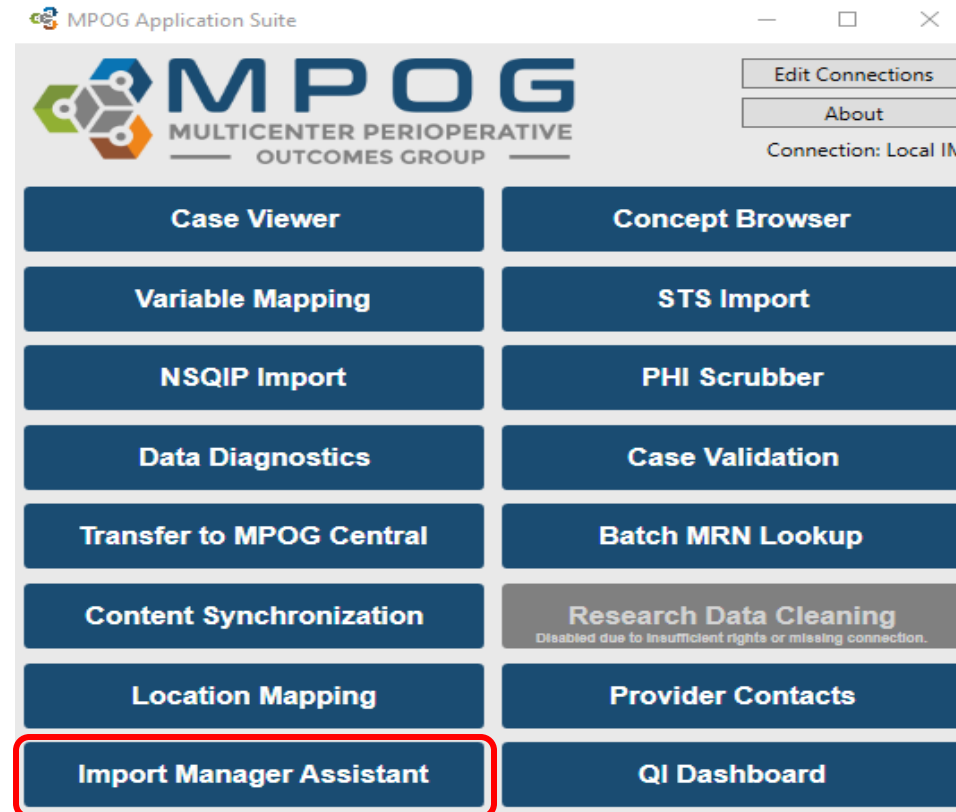 MPOG Application Suite
MPOG
MULTICENTER PERIOPERATIVE
OUTCOMES GROUP
Edit Connections
About
Connection: Local
Case Viewer
Concept Browser
Variable Mapping
STS Import
NSQIP Import
PHI Scrubber
Data Diagnostics
Case Validation
Transfer to MPOG Central
Batch MRN Lookup
Content Synchronization
Research Data Cleaning
Disabled due to insufficient rights or missing connection.
Location Mapping
Provider Contacts
Import Manager Assistant
QI Dashboard